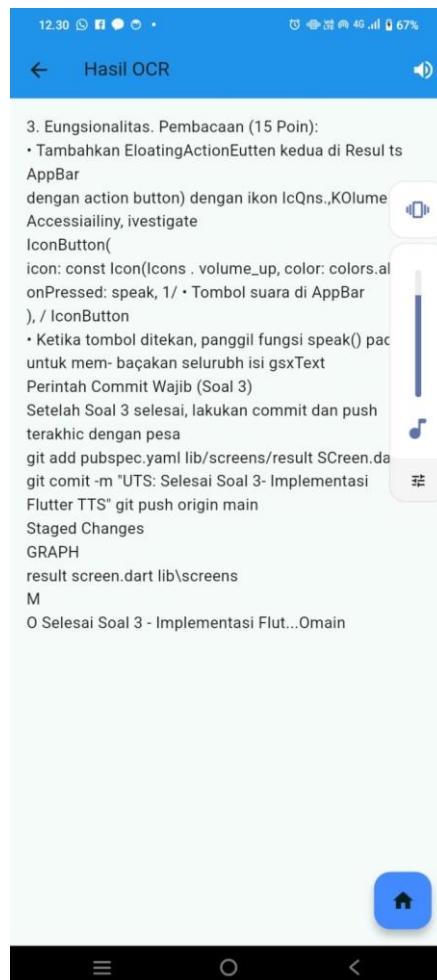 12.30
4G 67%
Hasil OCR
3. Eungsionalitas. Pembacaan (15 Poin):
• Tambahkan EloatingActionEutten kedua di Resul ts
AppBar
dengan action button) dengan ikon IcQns.,KOlume
Accessiailiny, ivestigate
IconButton(
icon: const Icon(Icons . volume_up, color: colors.al
onPressed: speak, 1/ • Tombol suara di AppBar
), / IconButton
• Ketika tombol ditekan, panggil fungsi speak() pac
untuk mem- baçakan selurubh isi gsxText
Perintah Commit Wajib (Soal 3)
Setelah Soal 3 selesai, lakukan commit dan push
terakhic dengan pesa
git add pubspec.yaml lib/screens/result SCreen.da
git comit -m "UTS: Selesai Soal 3- Implementasi
Flutter TTS" git push origin main
Staged Changes
GRAPH
result screen.dart lib\screens
M
O Selesai Soal 3 - Implementasi Flut...Omain